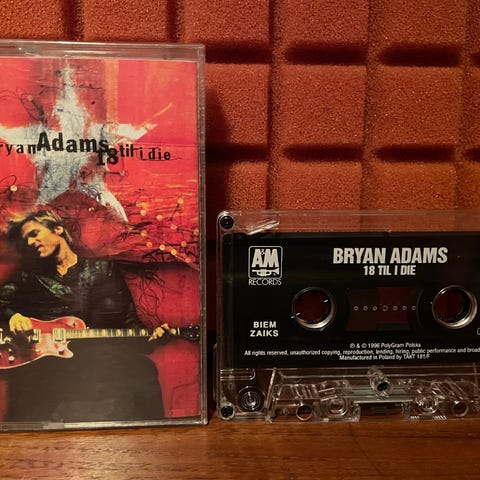 ryan Adams
18 til i die
A&M
RECORDS
BRYAN ADAMS
18 TIL I DIE
BIEM
ZAIKS
℗ & © 1996 PolyGram Polska
All rights reserved, unauthorized copying, reproduction, lending, hiring, public performance and broad
Manufactured in Poland by TAKT 181/F